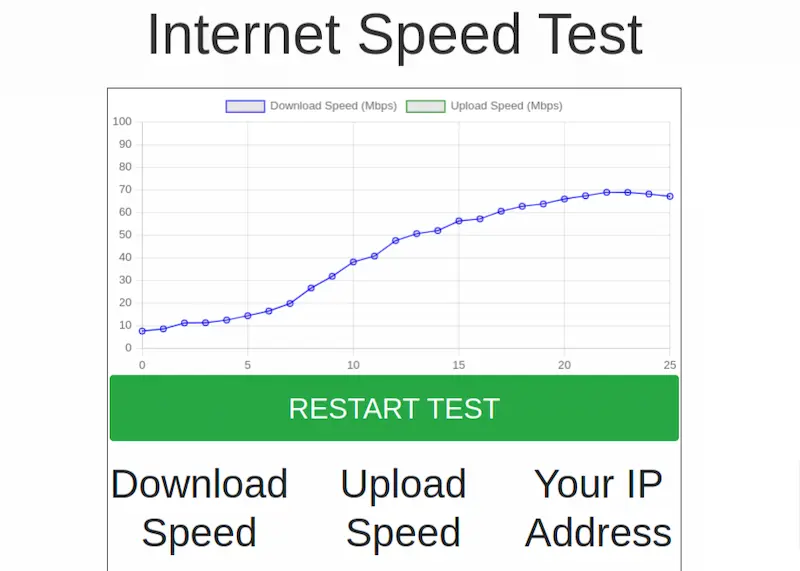 Internet Speed Test
Download Speed (Mbps) Upload Speed (Mbps)
100
90
80
70
60
50
40
30
20
10
0
0 5 10 15 20 25
RESTART TEST
Download Upload Your IP
Speed Speed Address